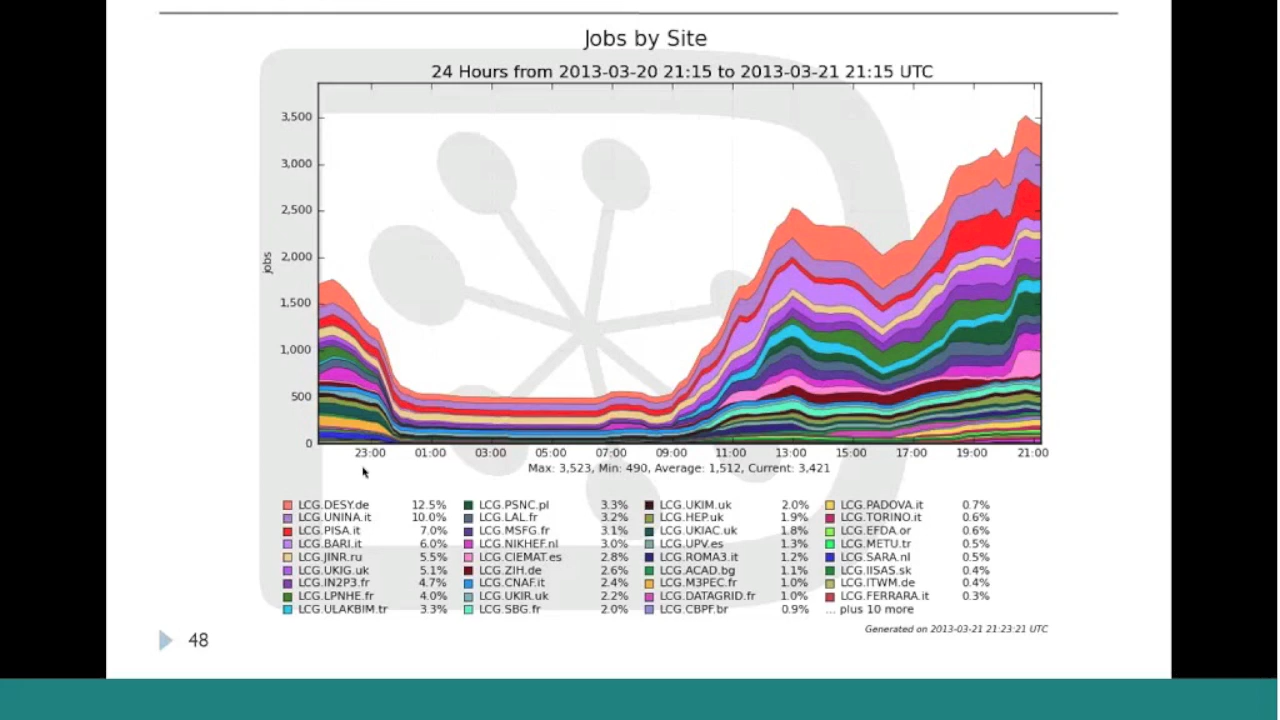 Jobs by Site
24 Hours from 2013-03-20 21:15 to 2013-03-21 21:15 UTC
3,500
3,000
2,500
2,000
1,500
1,000
500
0
jobs
23:00 01:00 03:00 05:00 07:00 09:00 11:00 13:00 15:00 17:00 19:00 21:00
Max: 3,523, Min: 490, Average: 1,512, Current: 3,421
LCG.DESY.de 12.5% LCG.PSNC.pl 3.3% LCG.UKIM.uk 2.0% LCG.PADOVA.it 0.7%
LCG.UNINA.it 10.0% LCG.LAL.fr 3.2% LCG.HEP.uk 1.9% LCG.TORINO.it 0.6%
LCG.PISA.it 7.0% LCG.MSFG.fr 3.1% LCG.UKIAC.uk 1.8% LCG.EFDA.or 0.6%
LCG.BARI.it 6.0% LCG.NIKHEF.nl 3.0% LCG.UPV.es 1.3% LCG.METU.tr 0.5%
LCG.JINR.ru 5.5% LCG.CIEMAT.es 2.8% LCG.ROMA3.it 1.2% LCG.SARA.nl 0.5%
LCG.UKIG.uk 5.1% LCG.ZIH.de 2.6% LCG.ACAD.bg 1.1% LCG.IISAS.sk 0.4%
LCG.IN2P3.fr 4.7% LCG.CNAF.it 2.4% LCG.M3PEC.fr 1.0% LCG.ITWM.de 0.4%
LCG.LPNHE.fr 4.0% LCG.UKIR.uk 2.2% LCG.DATAGRID.fr 1.0% LCG.FERRARA.it 0.3%
LCG.ULAKBIM.tr 3.3% LCG.SBG.fr 2.0% LCG.CBPF.br 0.9% ... plus 10 more
Generated on 2013-03-21 21:23:21 UTC
48